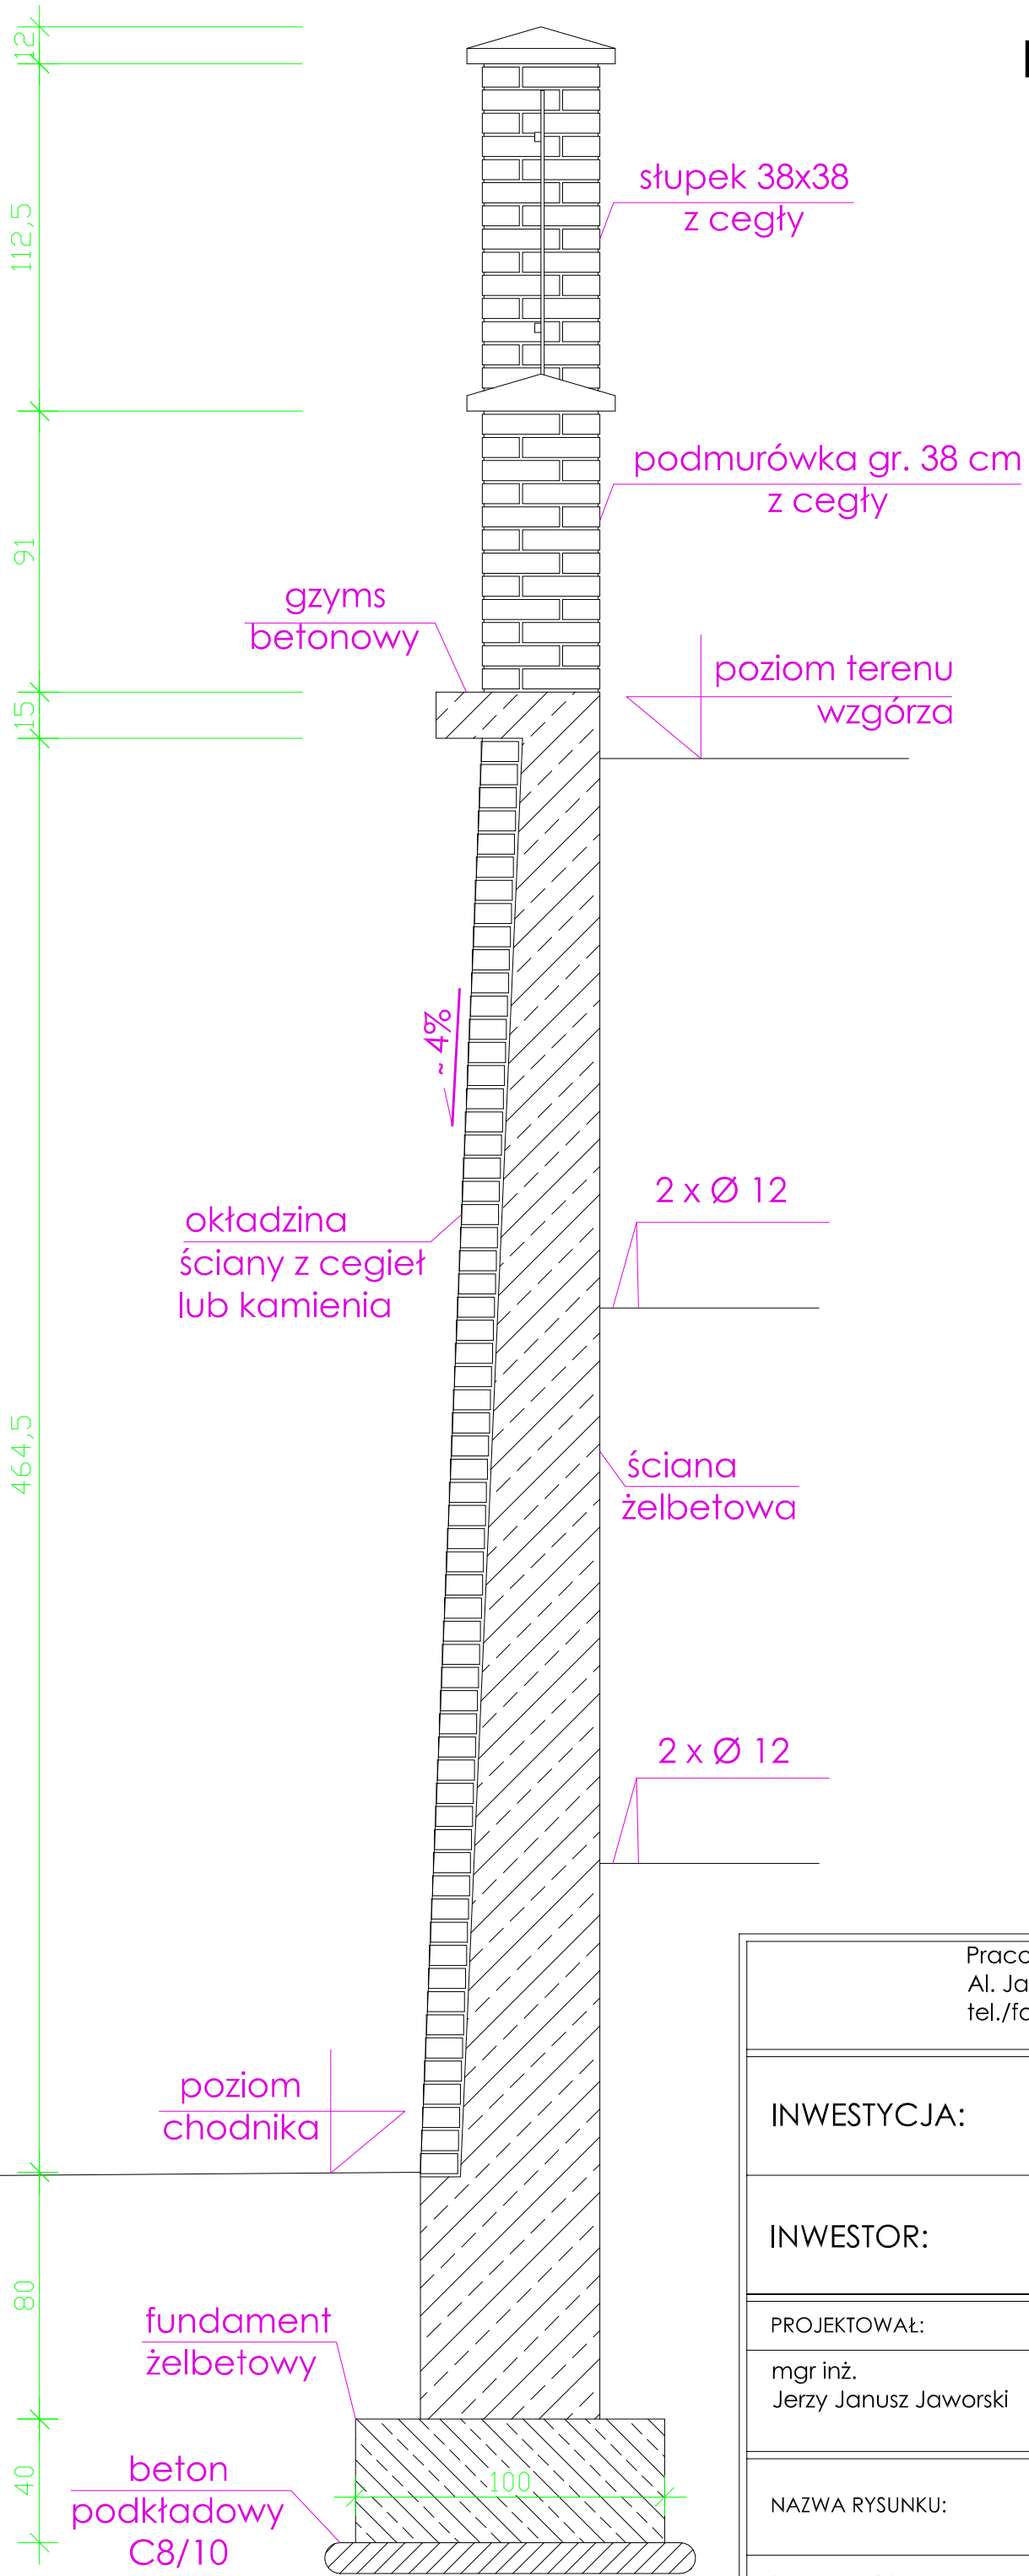 12
112,5
słupek 38x38
z cegły
podmurówka gr. 38 cm
z cegły
91
gzyms
betonowy
poziom terenu
wzgórza
15
~ 4%
2 x Ø 12
okładzina
ściany z cegieł
lub kamienia
464,5
ściana
żelbetowa
2 x Ø 12
poziom
chodnika
INWESTYCJA:
INWESTOR:
80
fundament
żelbetowy
PROJEKTOWAŁ:
mgr inż.
Jerzy Janusz Jaworski
40
100
beton
podkładowy
C8/10
NAZWA RYSUNKU: